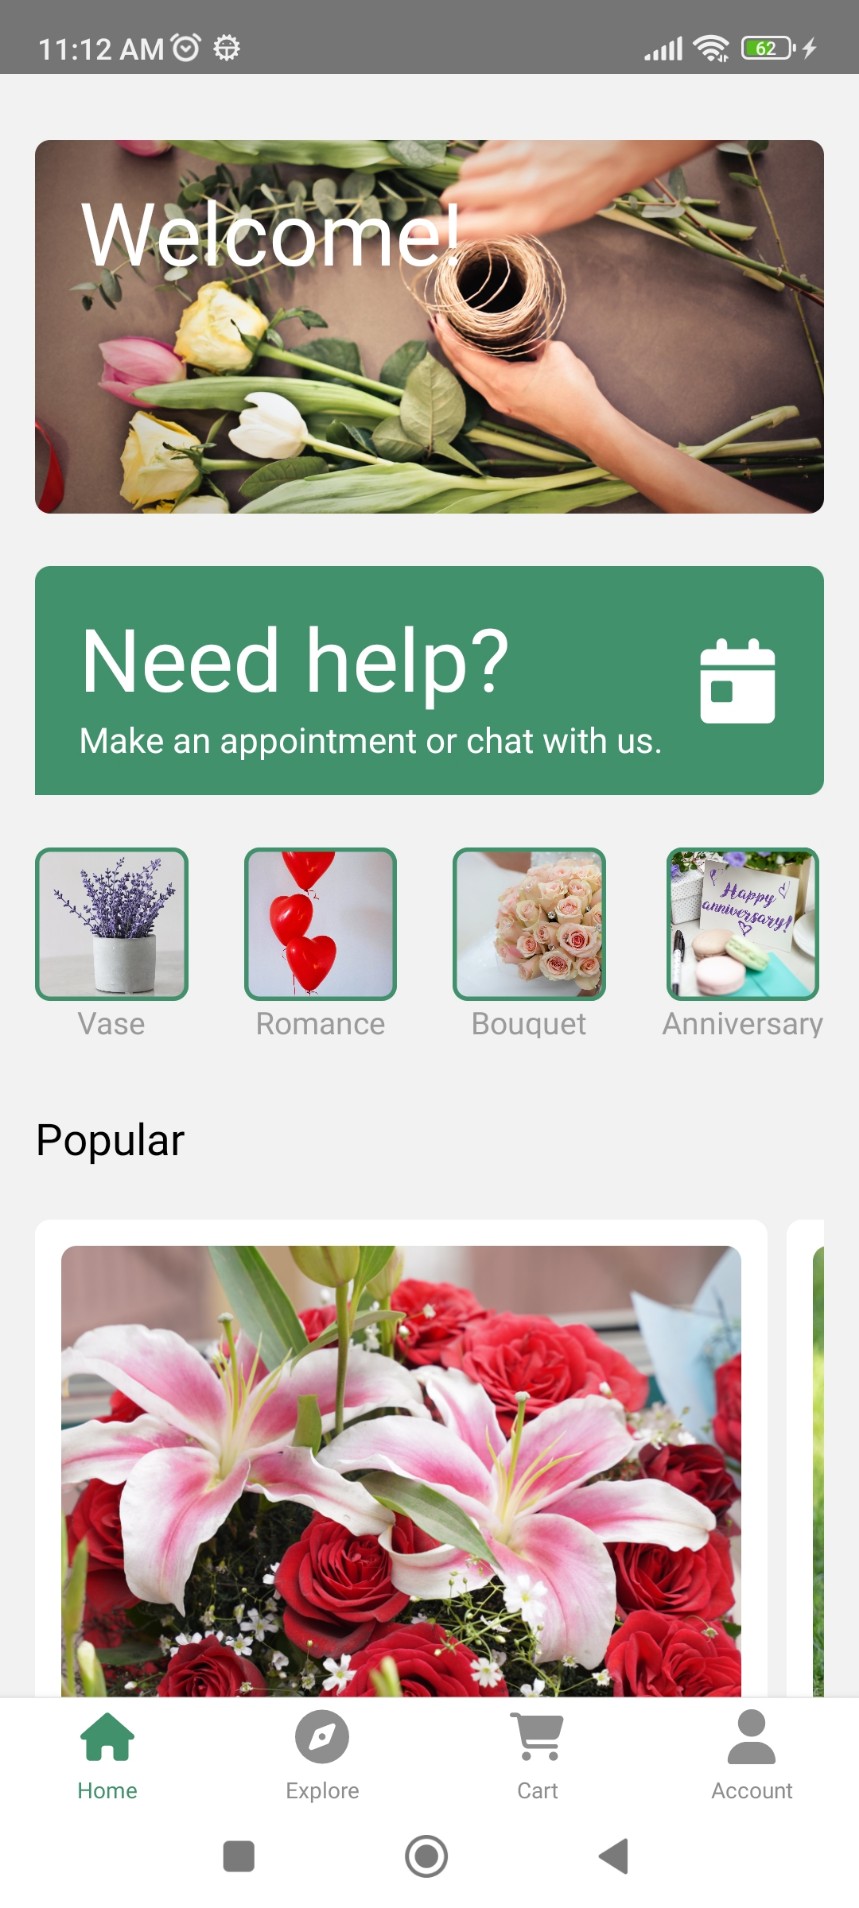 11:12 AM
62
Welcome!
Need help?
Make an appointment or chat with us.
Happy
anniversary!
Vase
Romance
Bouquet
Anniversary
Popular
Home
Explore
Cart
Account